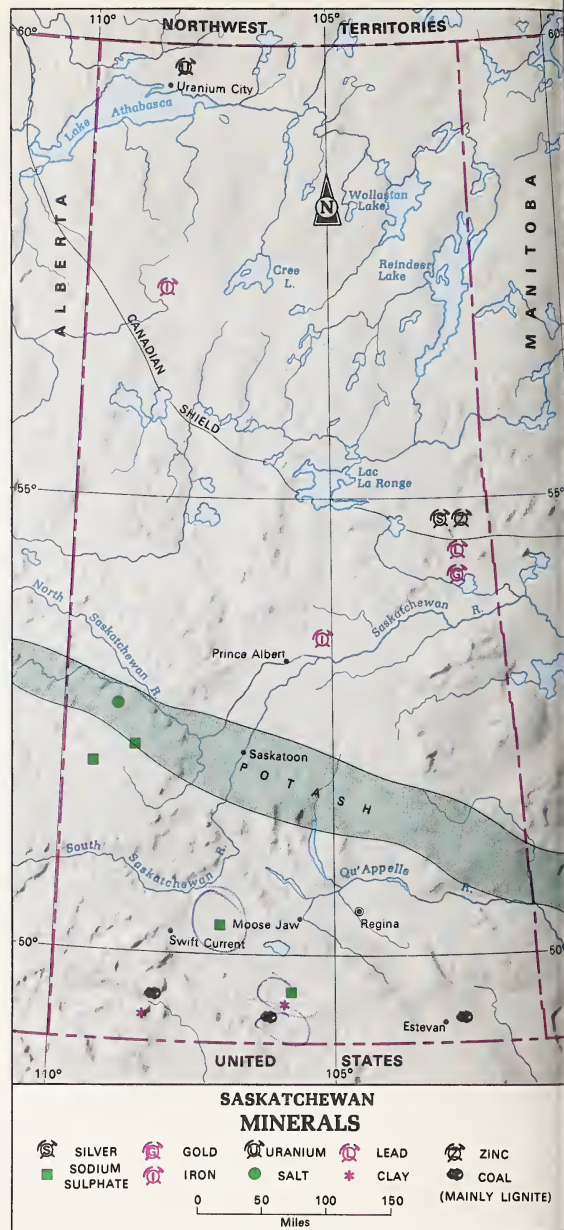 110° 105°
NORTHWEST TERRITORIES
60° 60°
U
Uranium City
Lake Athabasca
ALBERTA
MANITOBA
N
Wollaston
Lake
Reindeer
Lake
Cree
L.
I
CANADIAN
SHIELD
Lac
La Ronge
55° 55°
S Z
L
G
North Saskatchewan R.
Saskatchewan R.
I
Prince Albert
Saskatoon
POTASH
South Saskatchewan R.
Qu'Appelle R.
Moose Jaw
Regina
Swift Current
50° 50°
Estevan
UNITED STATES
110° 105°
SASKATCHEWAN
MINERALS
S SILVER G GOLD U URANIUM L LEAD Z ZINC
SODIUM
SULPHATE
I IRON SALT CLAY COAL
(MAINLY LIGNITE)
0 50 100 150
Miles